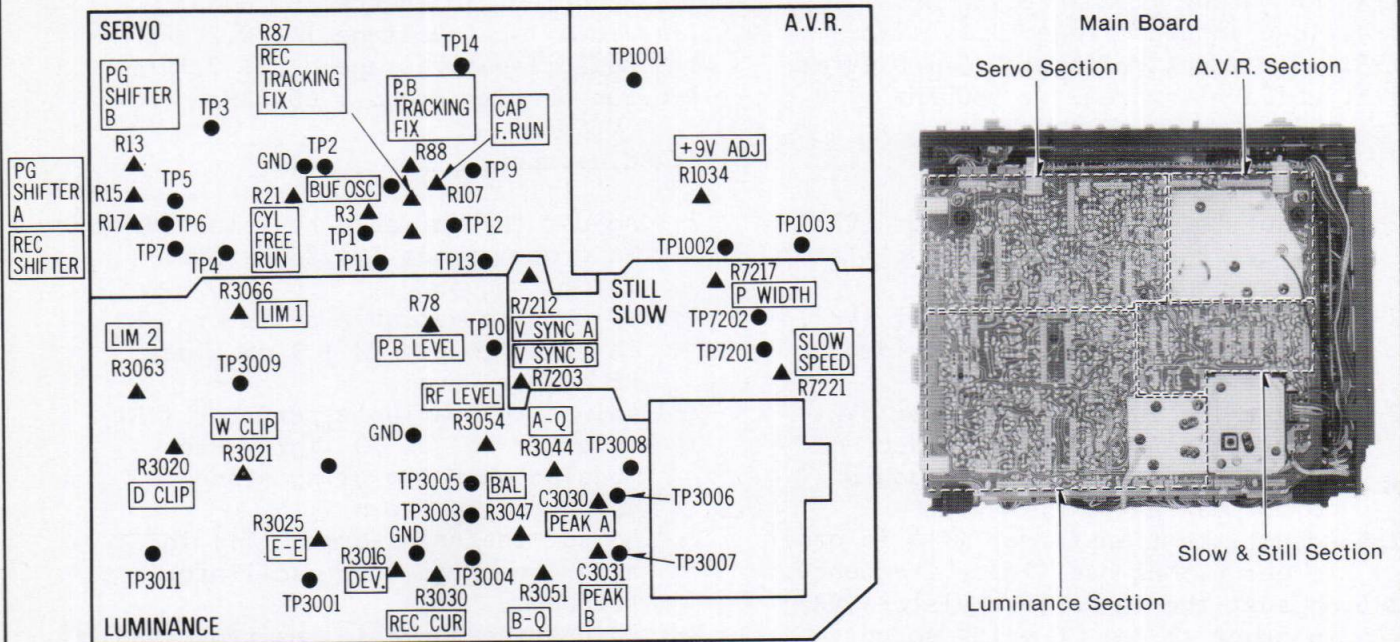 SERVO
R87
REC
TRACKING
FIX
TP14
A.V.R.
PG
SHIFTER
B
TP3
P.B
TRACKING
FIX
CAP
F. RUN
TP1001
R13
GND
TP2
R88
TP9
+9V ADJ
PG
SHIFTER
A
R15
TP5
R21
BUF OSC
R107
R1034
R17
TP6
R3
CYL
FREE
RUN
TP1
TP12
REC
SHIFTER
TP7
TP4
TP11
TP13
TP1002
TP1003
R3066
LIM 1
R78
P.B LEVEL
TP10
R7212
V SYNC A
V SYNC B
R7203
STILL
SLOW
R7217
P WIDTH
TP7202
TP7201
SLOW
SPEED
R7221
LIM 2
R3063
TP3009
RF LEVEL
R3054
A-Q
R3044
TP3008
W CLIP
R3021
GND
R3020
D CLIP
TP3005
BAL
C3030
PEAK A
TP3006
TP3003
R3047
R3025
E-E
GND
R3016
DEV.
TP3004
TP3007
TP3011
TP3001
R3030
REC CUR
R3051
B-Q
C3031
PEAK
B
LUMINANCE
Main Board
Servo Section
A.V.R. Section
Slow & Still Section
Luminance Section